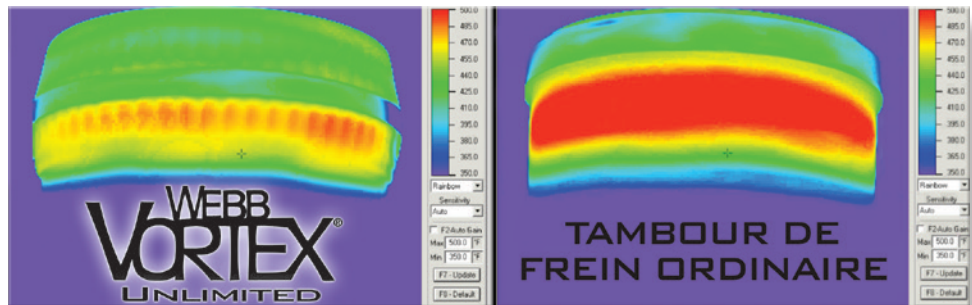 500.0
485.0
470.0
455.0
440.0
425.0
410.0
395.0
380.0
365.0
350.0
Rainbow
Sensitivity
Auto
F2-Auto Gain
Max 500.0 °F
Min 350.0 °F
F7 - Update
F8 - Default
WEBB
VORTEX®
UNLIMITED
500.0
485.0
470.0
455.0
440.0
425.0
410.0
395.0
380.0
365.0
350.0
Rainbow
Sensitivity
Auto
F2-Auto Gain
Max 500.0 °F
Min 350.0 °F
F7 - Update
F8 - Default
TAMBOUR DE
FREIN ORDINAIRE